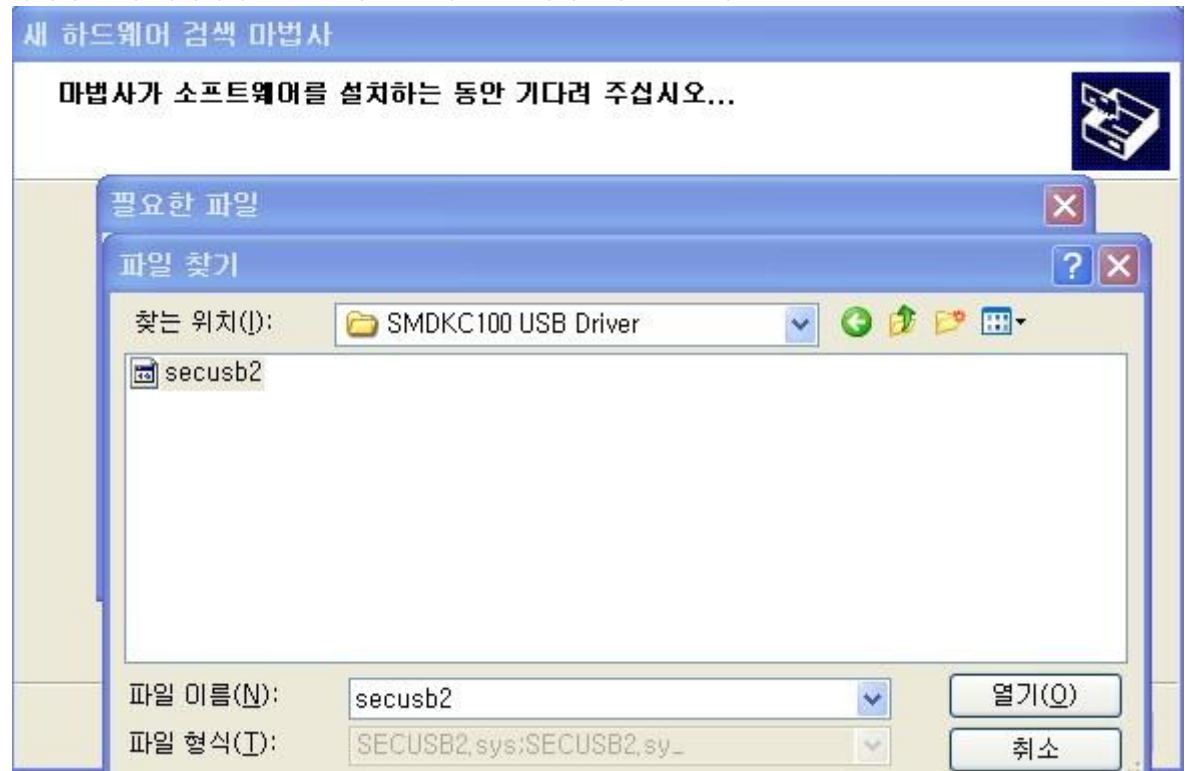 새 하드웨어 검색 마법사
마법사가 소프트웨어를 설치하는 동안 기다려 주십시오...
필요한 파일
파일 찾기
찾는 위치(I): SMDKC100 USB Driver
secusb2
파일 이름(N): secusb2 열기(O)
파일 형식(T): SECUSB2.sys;SECUSB2.sy_ 취소